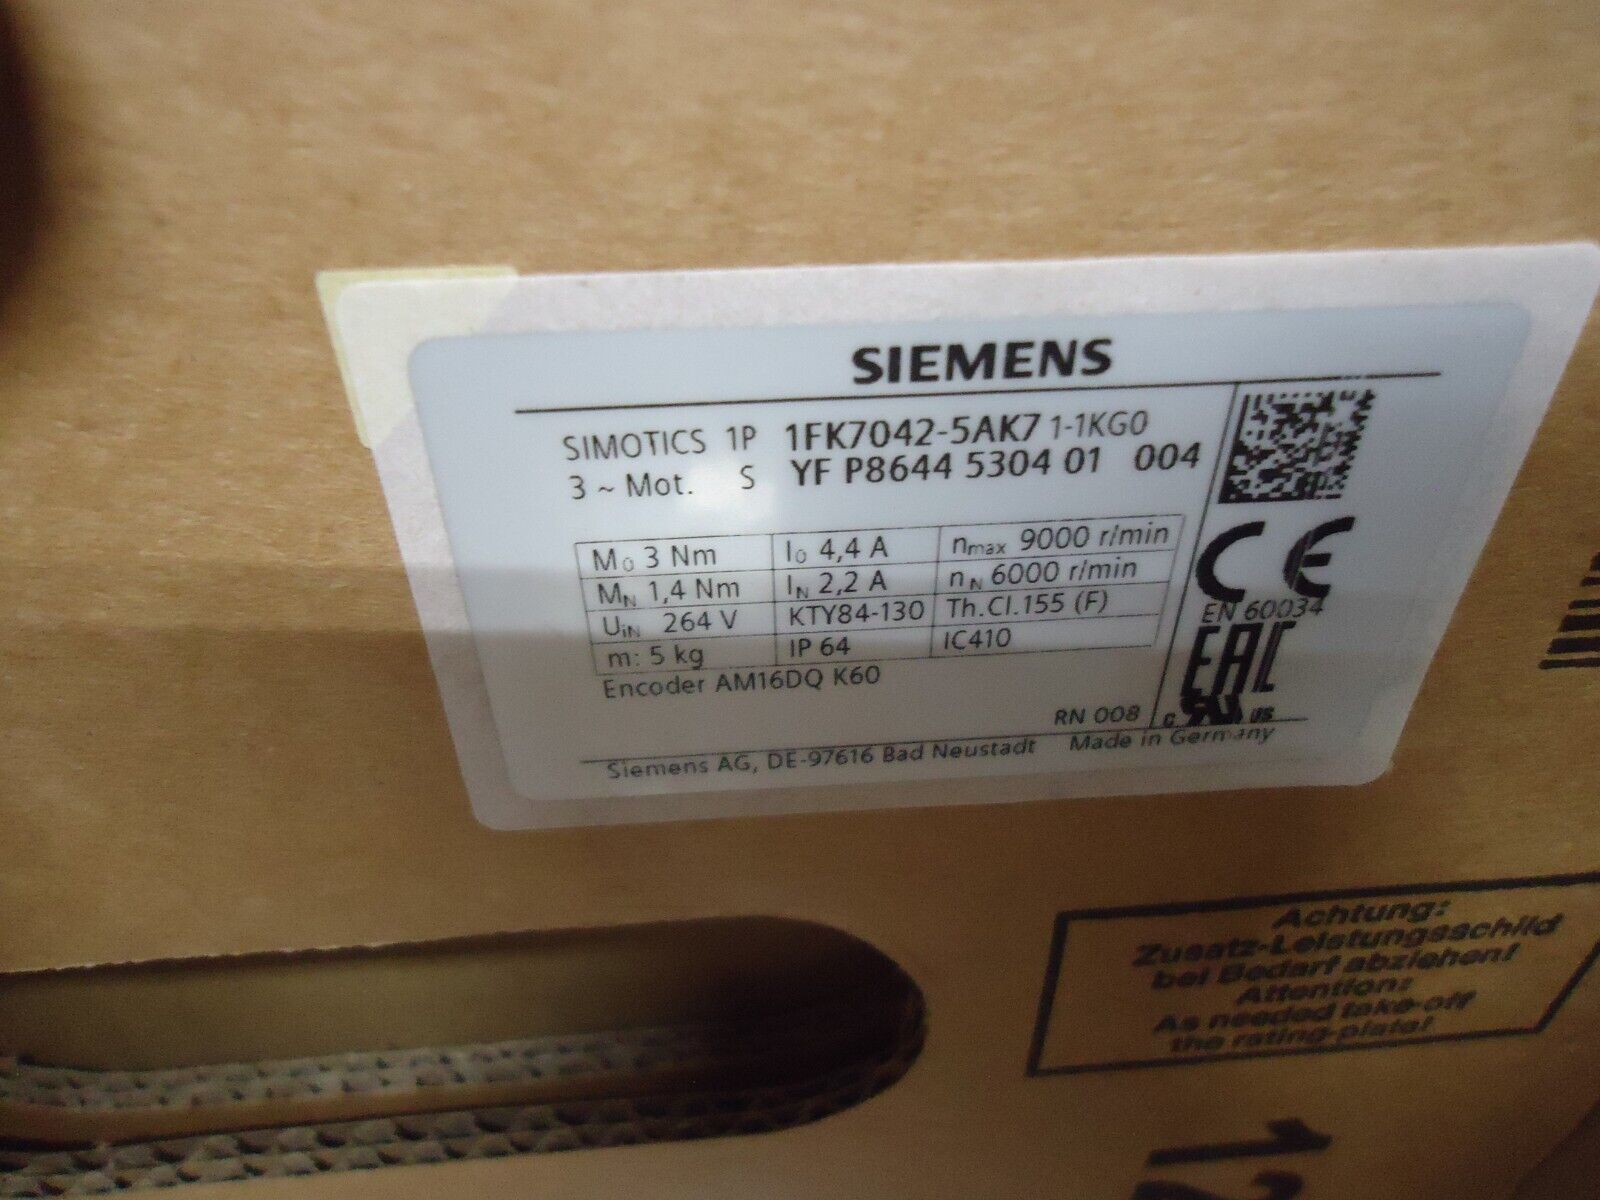 SIEMENS
SIMOTICS 1P 1FK7042-5AK71-1KG0
3 ~ Mot. S YF P8644 5304 01 004
M0 3 Nm I0 4,4 A nmax 9000 r/min
MN 1,4 Nm IN 2,2 A nN 6000 r/min
UiN 264 V KTY84-130 Th.Cl.155 (F)
m: 5 kg IP 64 IC410
Encoder AM16DQ K60
CE
EN 60034
EAC
RN 008 c US
Siemens AG, DE-97616 Bad Neustadt Made in Germany
Achtung:
Zusatz-Leistungsschild
bei Bedarf abziehen!
Attention:
As needed take-off
the rating-plate!
12